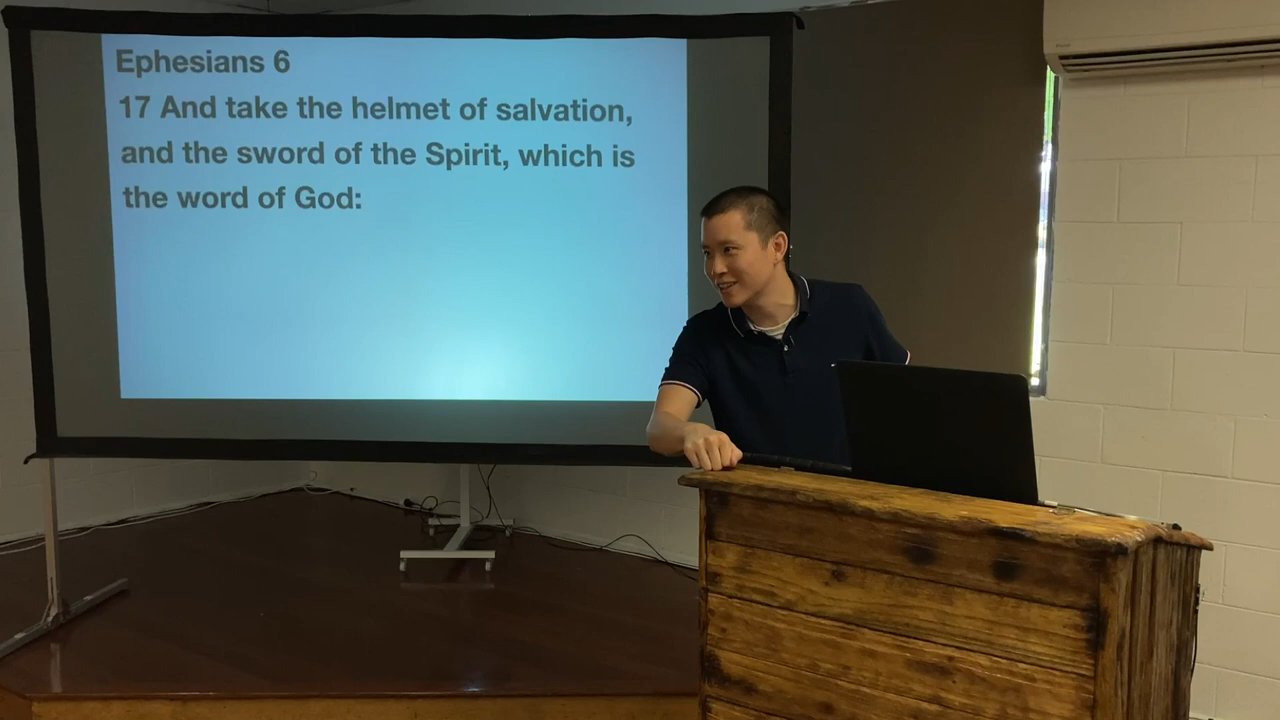 Ephesians 6
17 And take the helmet of salvation,
and the sword of the Spirit, which is
the word of God: